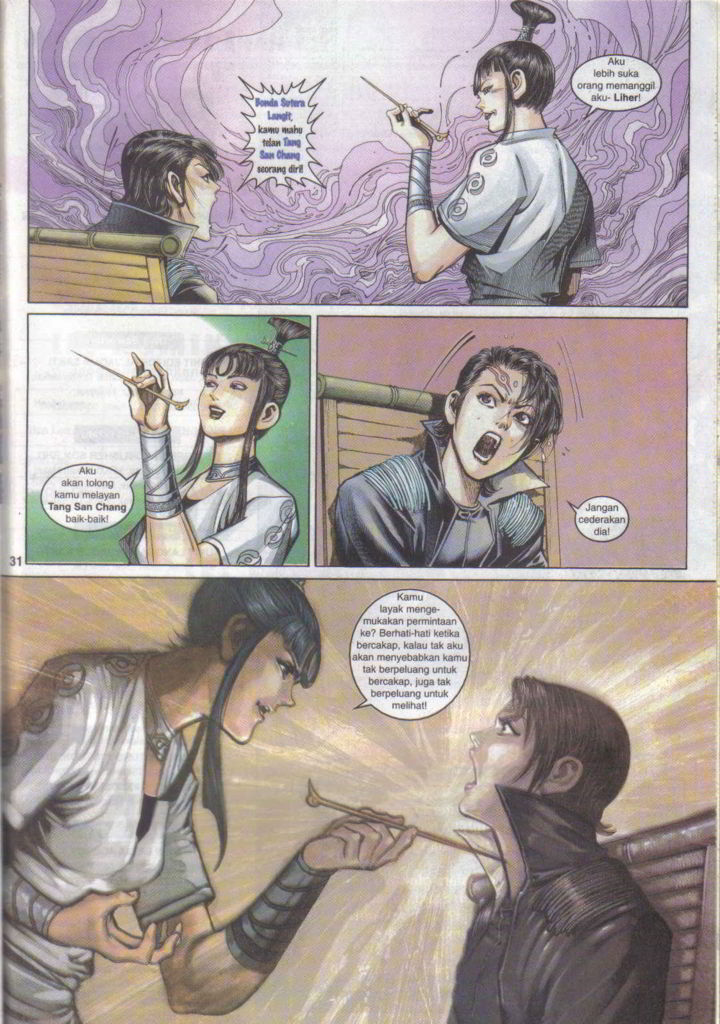 Aku
lebih suka
orang memanggil
aku- Liher!
Bonda Sutera
Langit,
kamu mahu
telan Tang
San Chang
seorang diri!
Aku
akan tolong
kamu melayan
Tang San Chang
baik-baik!
Jangan
cederakan
dia!
31
Kamu
layak menge-
mukakan permintaan
ke? Berhati-hati ketika
bercakap, kalau tak aku
akan menyebabkan kamu
tak berpeluang untuk
bercakap, juga tak
berpeluang untuk
melihat!